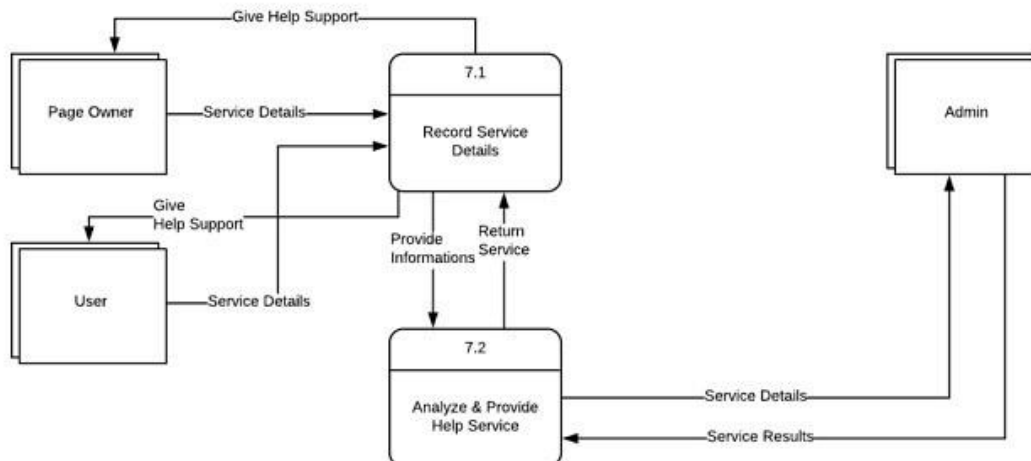 Give Help Support
7.1
Page Owner
Service Details
Record Service
Details
Admin
Give
Help Support
Provide
Informations
Return
Service
User
Service Details
7.2
Analyze & Provide
Help Service
Service Details
Service Results